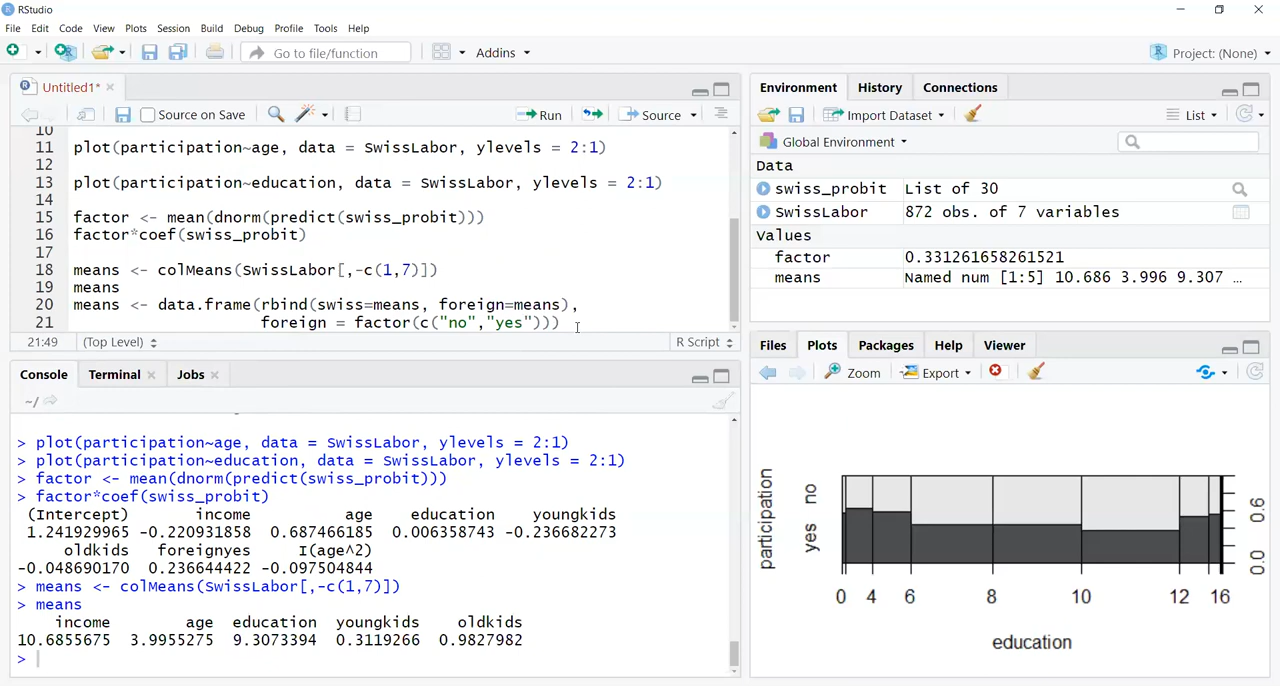 RStudio
File Edit Code View Plots Session Build Debug Profile Tools Help
Go to file/function
Addins
Project: (None)
Untitled1*
Source on Save
Run
Source
10
11 plot(participation~age, data = SwissLabor, ylevels = 2:1)
12
13 plot(participation~education, data = SwissLabor, ylevels = 2:1)
14
15 factor <- mean(dnorm(predict(swiss_probit)))
16 factor*coef(swiss_probit)
17
18 means <- colMeans(SwissLabor[,-c(1,7)])
19 means
20 means <- data.frame(rbind(swiss=means, foreign=means),
21 foreign = factor(c("no","yes")))
21:49 (Top Level) R Script
Console Terminal Jobs
~/
> plot(participation~age, data = SwissLabor, ylevels = 2:1)
> plot(participation~education, data = SwissLabor, ylevels = 2:1)
> factor <- mean(dnorm(predict(swiss_probit)))
> factor*coef(swiss_probit)
(Intercept) income age education youngkids
1.241929965 -0.220931858 0.687466185 0.006358743 -0.236682273
oldkids foreignyes I(age^2)
-0.048690170 0.236644422 -0.097504844
> means <- colMeans(SwissLabor[,-c(1,7)])
> means
income age education youngkids oldkids
10.6855675 3.9955275 9.3073394 0.3119266 0.9827982
>
Environment History Connections
Import Dataset
List
Global Environment
Data
swiss_probit List of 30
SwissLabor 872 obs. of 7 variables
Values
factor 0.331261658261521
means Named num [1:5] 10.686 3.996 9.307 ...
Files Plots Packages Help Viewer
Zoom Export
participation
yes no
0.0 0.6
0 4 6 8 10 12 16
education